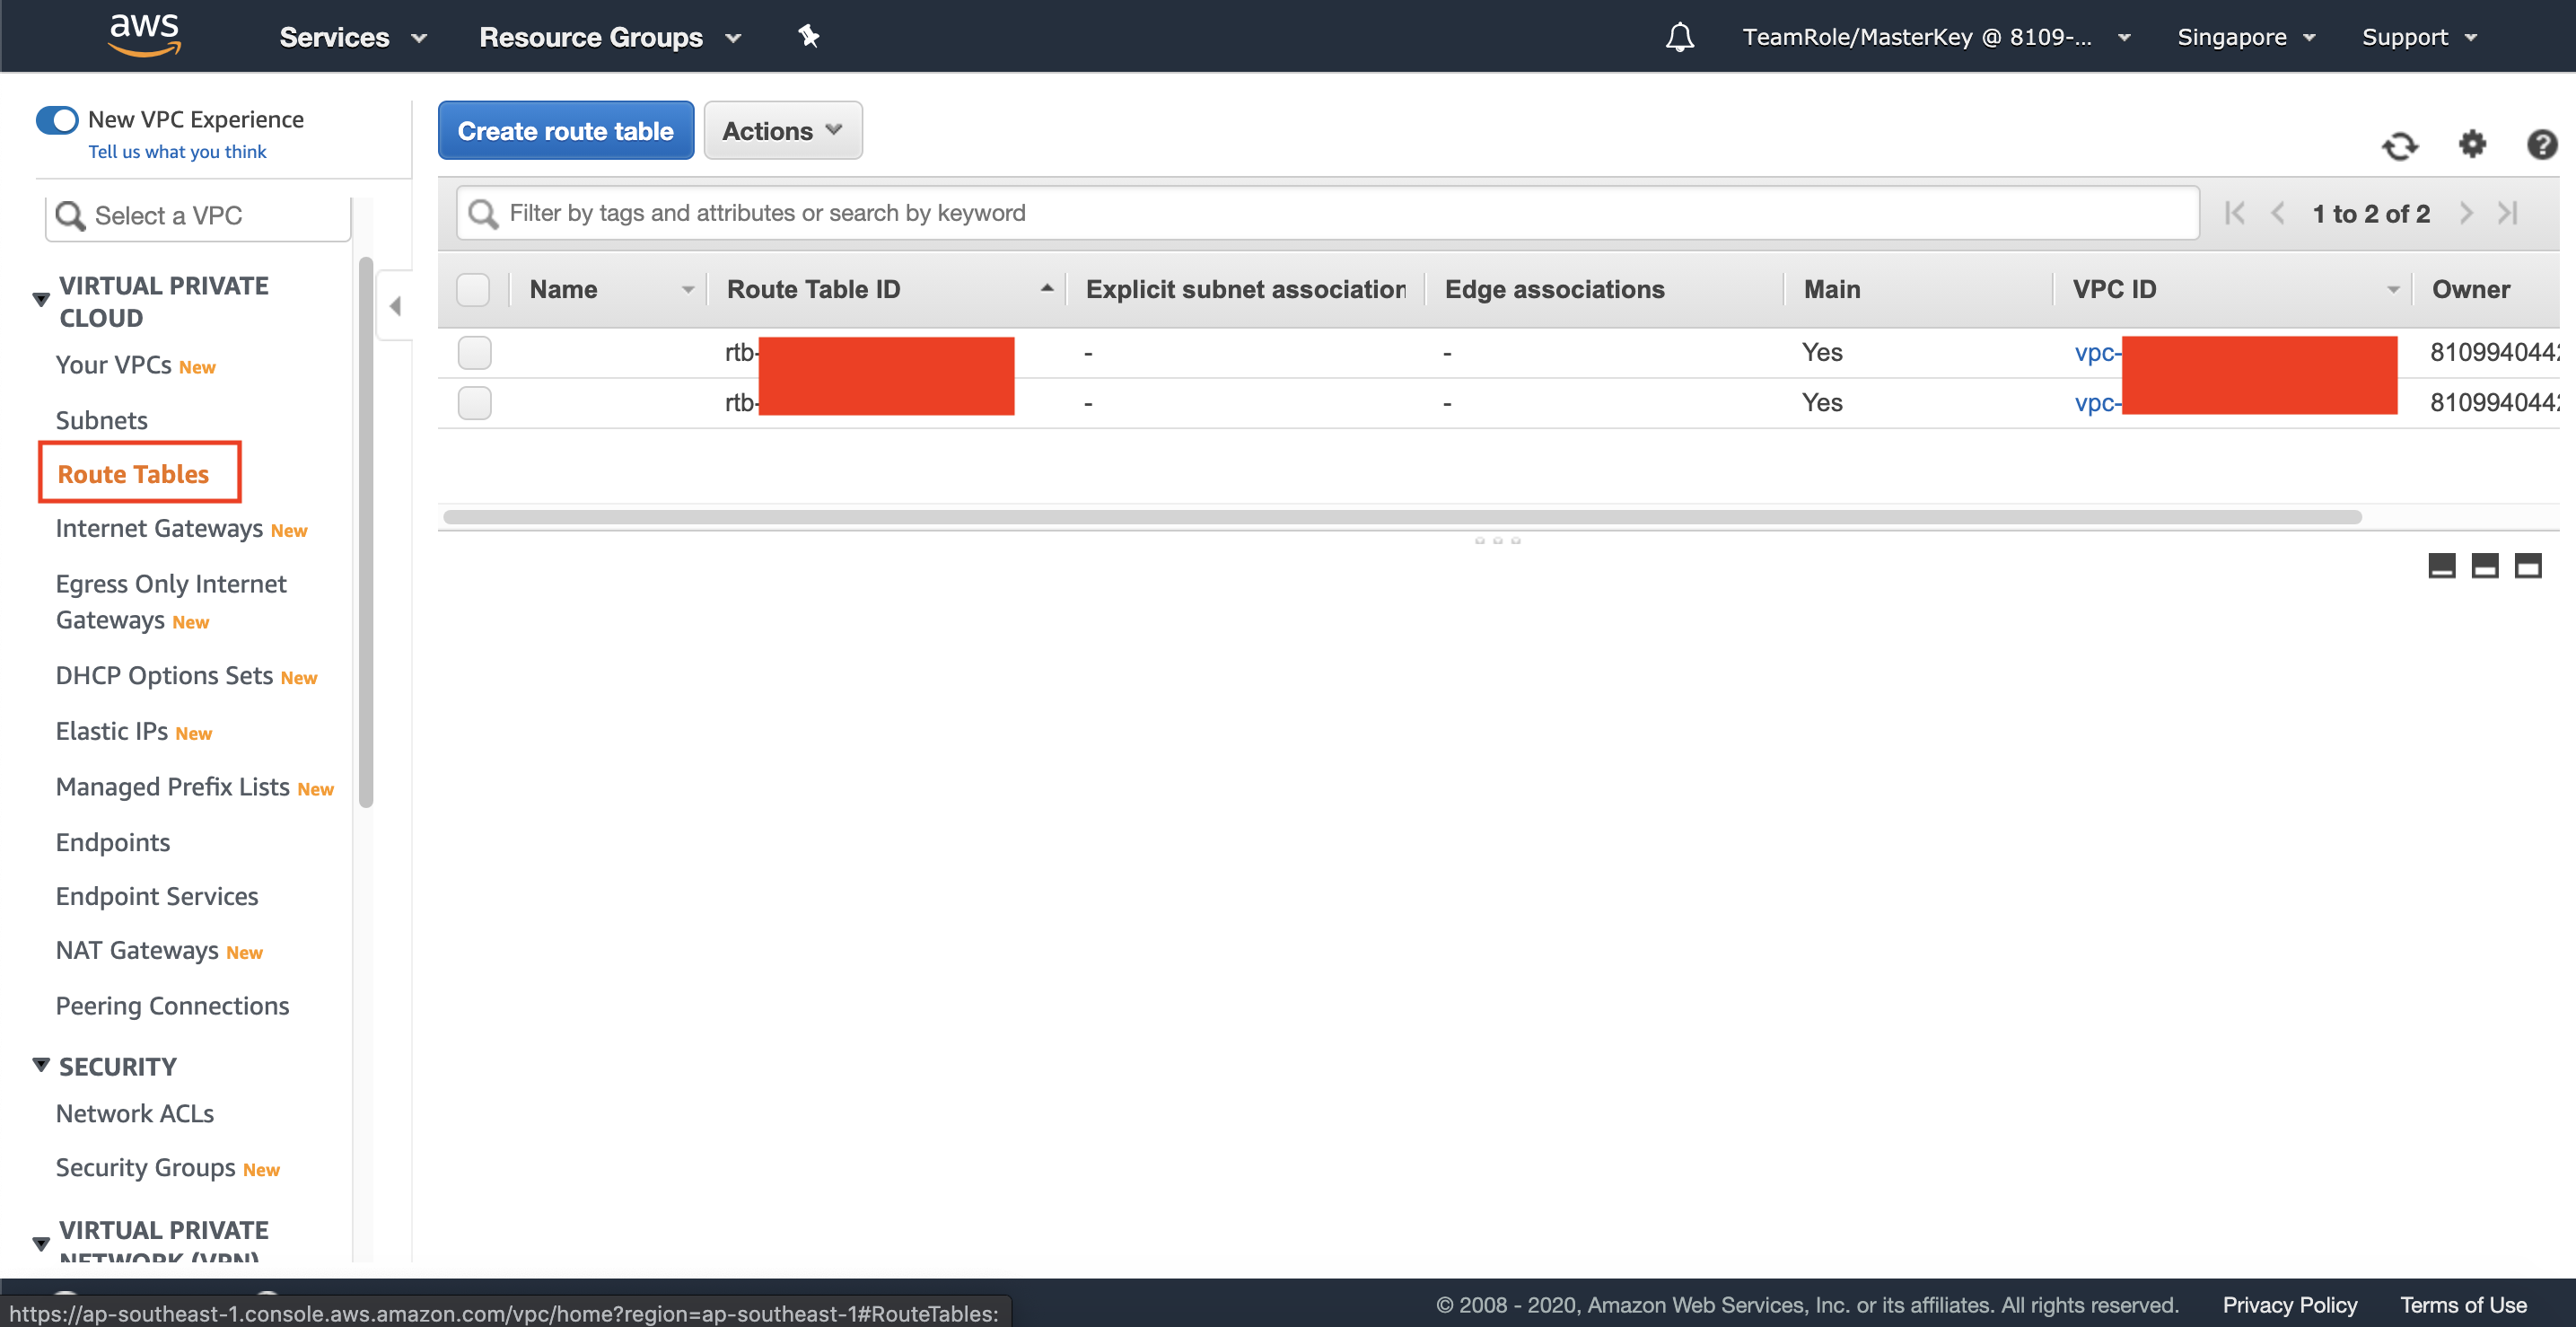 aws Services Resource Groups TeamRole/MasterKey @ 8109-... Singapore Support
New VPC Experience
Tell us what you think
Select a VPC
VIRTUAL PRIVATE
CLOUD
Your VPCs New
Subnets
Route Tables
Internet Gateways New
Egress Only Internet
Gateways New
DHCP Options Sets New
Elastic IPs New
Managed Prefix Lists New
Endpoints
Endpoint Services
NAT Gateways New
Peering Connections
SECURITY
Network ACLs
Security Groups New
VIRTUAL PRIVATE
NETWORK (VPN)
Create route table Actions
Filter by tags and attributes or search by keyword 1 to 2 of 2
Name Route Table ID Explicit subnet association Edge associations Main VPC ID Owner
rtb- - - Yes vpc- 810994044
rtb- - - Yes vpc- 810994044
https://ap-southeast-1.console.aws.amazon.com/vpc/home?region=ap-southeast-1#RouteTables:
© 2008 - 2020, Amazon Web Services, Inc. or its affiliates. All rights reserved. Privacy Policy Terms of Use